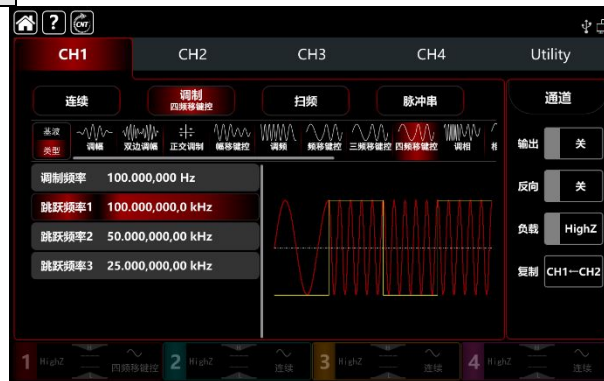 ?
CNT
CH1 CH2 CH3 CH4 Utility
连续 调制 扫频 脉冲串 通道
四频移键控
基波
类型 调幅 双边调幅 正交调制 幅移键控 调频 频移键控 三频移键控 四频移键控 调相
输出 关
调制频率 100.000,000 Hz
跳跃频率1 100.000,000,0 kHz
反向 关
跳跃频率2 50.000,000,00 kHz
负载 HighZ
跳跃频率3 25.000,000,00 kHz
复制 CH1←CH2
1 HighZ 四频移键控 2 HighZ 连续 3 HighZ 连续 4 HighZ 连续